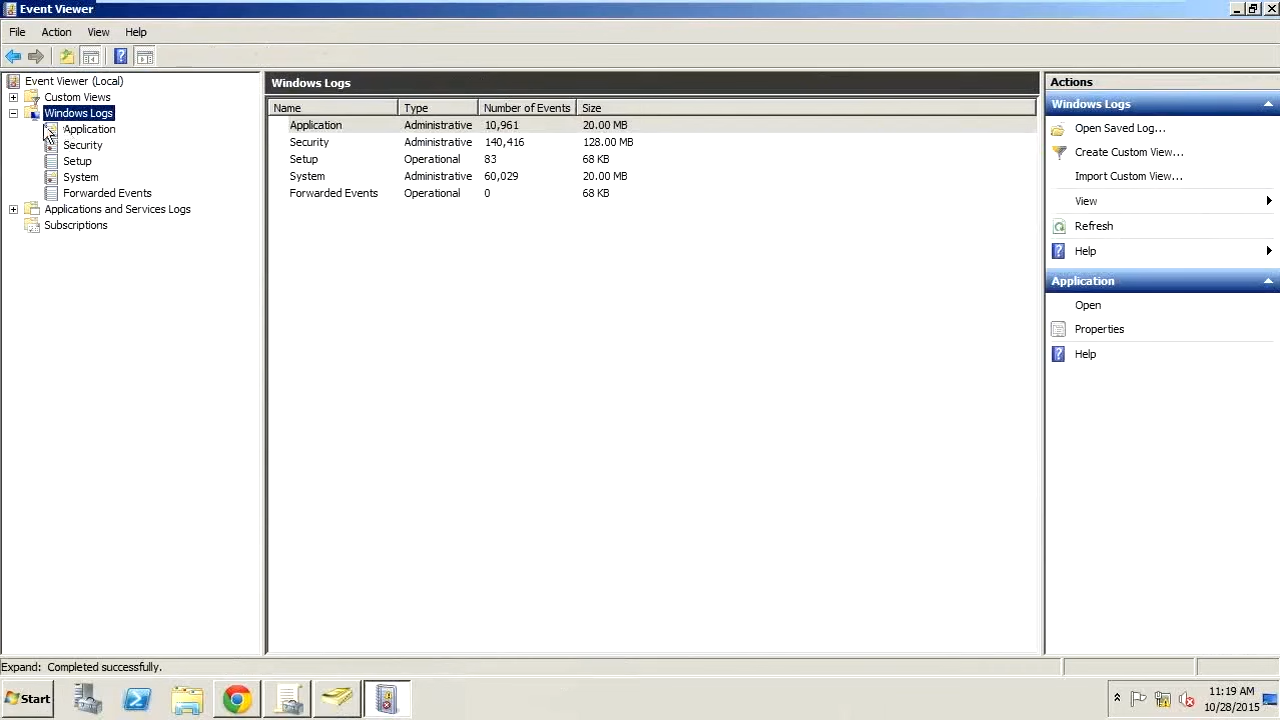 Event Viewer
File Action View Help
Event Viewer (Local)
Custom Views
Windows Logs
Application
Security
Setup
System
Forwarded Events
Applications and Services Logs
Subscriptions
Windows Logs
Name Type Number of Events Size
Application Administrative 10,961 20.00 MB
Security Administrative 140,416 128.00 MB
Setup Operational 83 68 KB
System Administrative 60,029 20.00 MB
Forwarded Events Operational 0 68 KB
Actions
Windows Logs
Open Saved Log...
Create Custom View...
Import Custom View...
View
Refresh
Help
Application
Open
Properties
Help
Expand: Completed successfully.
Start
11:19 AM
10/28/2015